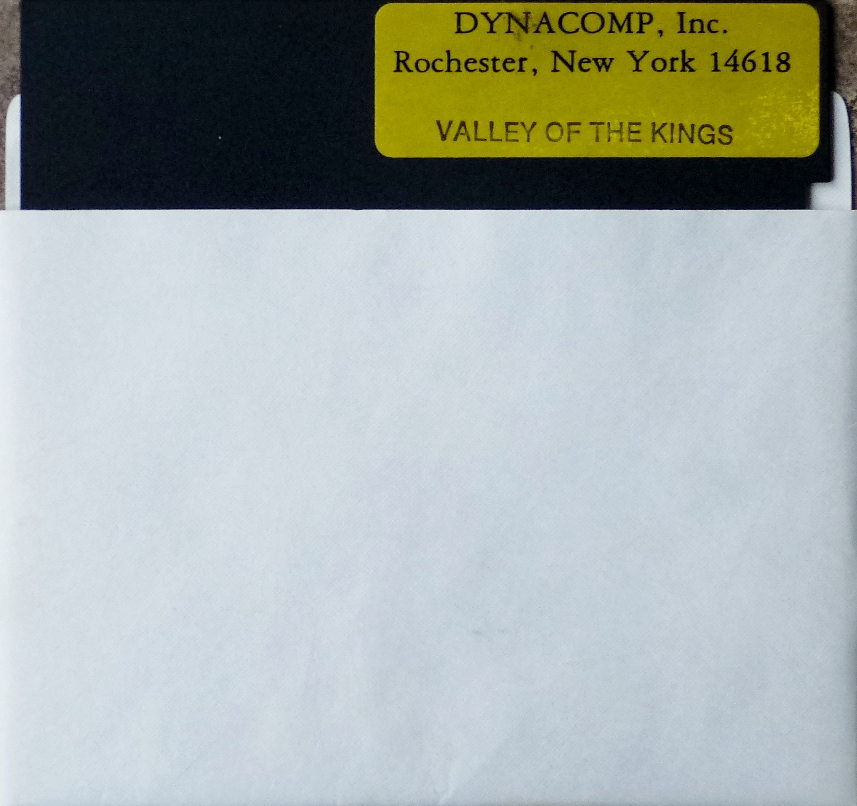 DYNACOMP, Inc.
Rochester, New York 14618
VALLEY OF THE KINGS